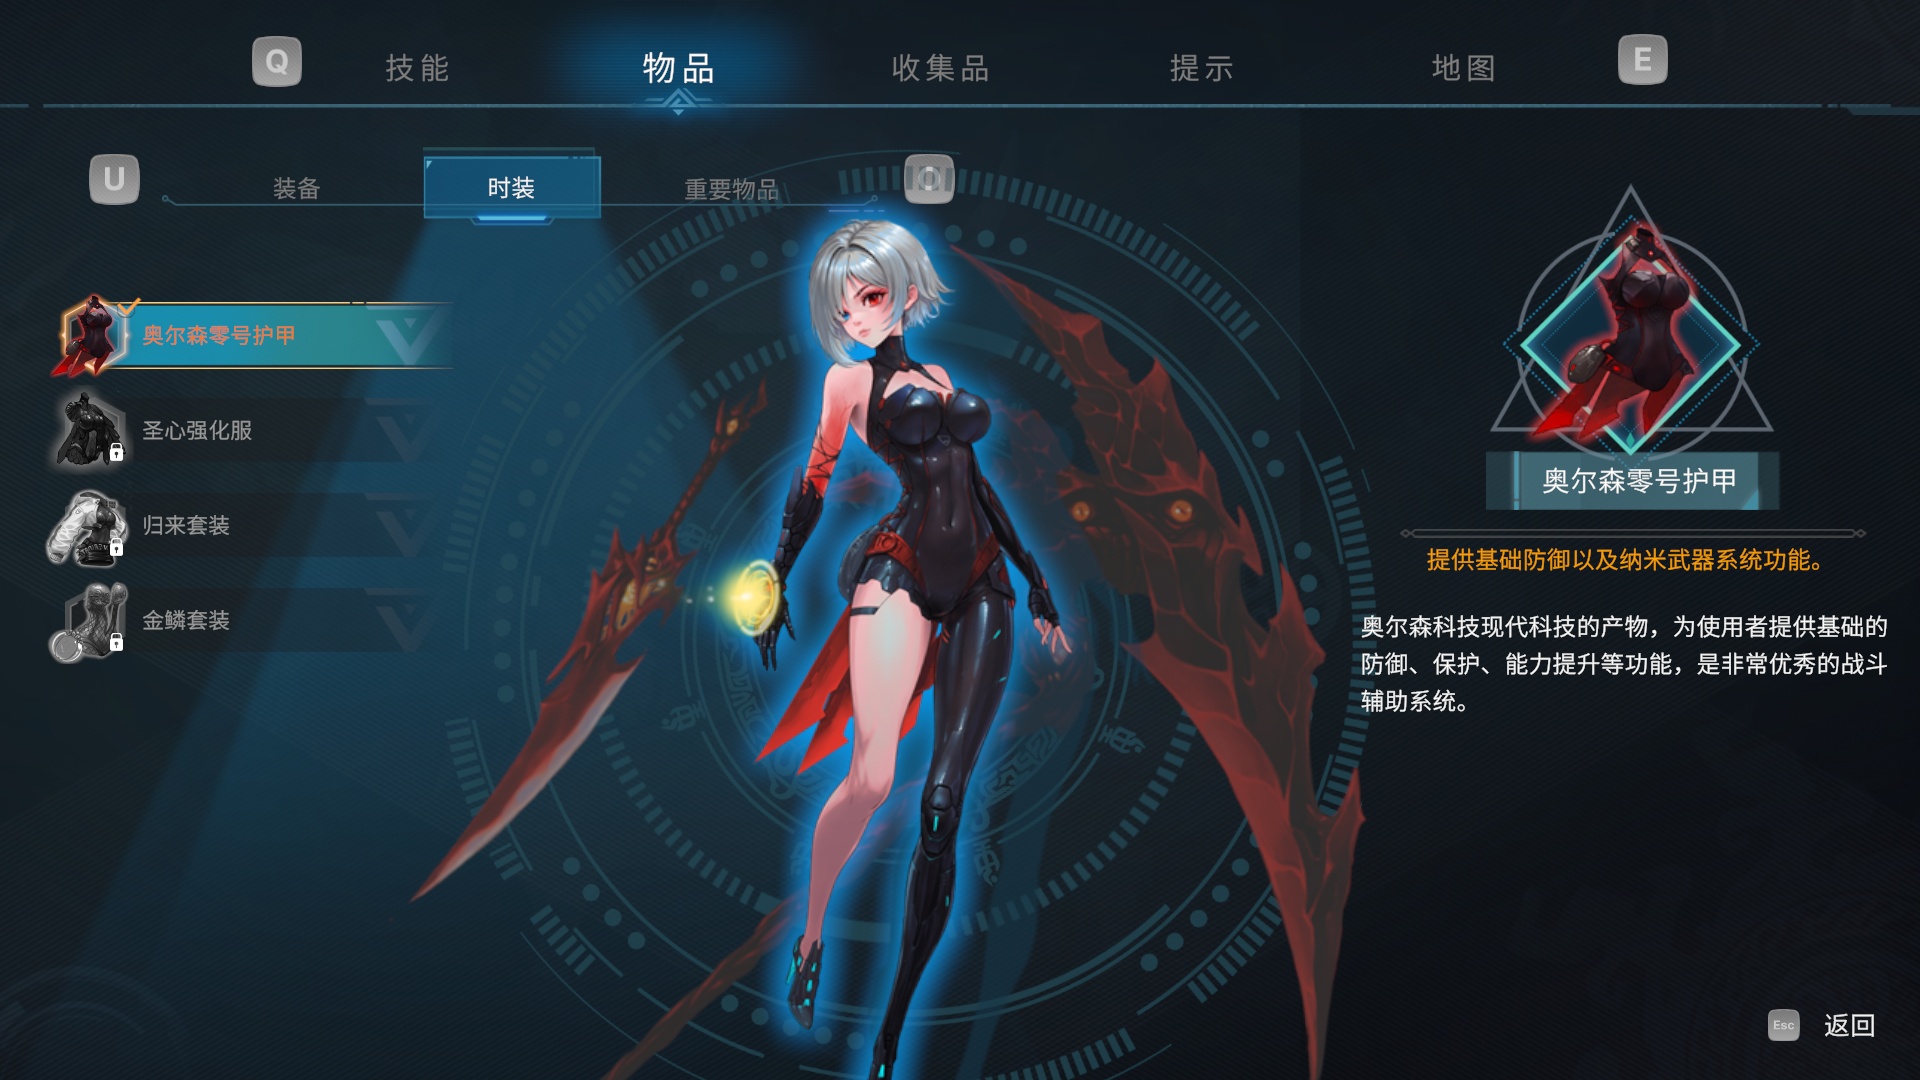 Q
技能
物品
收集品
提示
地图
E
U
装备
时装
重要物品
O
奥尔森零号护甲
圣心强化服
归来套装
金鳞套装
奥尔森零号护甲
提供基础防御以及纳米武器系统功能。
奥尔森科技现代科技的产物，为使用者提供基础的
防御、保护、能力提升等功能，是非常优秀的战斗
辅助系统。
Esc 返回